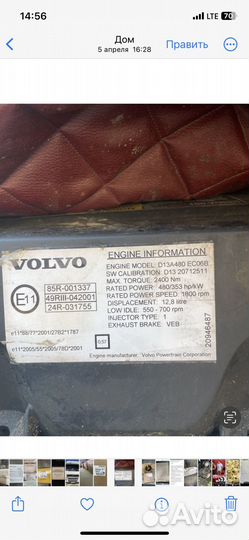 14:56
LTE 70
Дом
5 апреля 16:28
Править
VOLVO
E11
85R-001337
49RIII-042001
24R-031755
e11*88/77*2001/27B2*1787
e11*2005/55*2005/78D*2001
0,57
ENGINE INFORMATION
ENGINE MODEL: D13A480 EC06B
SW CALIBRATION: D13 20712511
MAX. TORQUE: 2400 Nm
RATED POWER: 480/353 hp/kW
RATED POWER SPEED: 1800 rpm
DISPLACEMENT: 12,8 litre
LOW IDLE: 550 - 700 rpm
INJECTOR TYPE: 1
EXHAUST BRAKE: VEB
Engine manufacturer: Volvo Powertrain Corporation
20946487
Avito